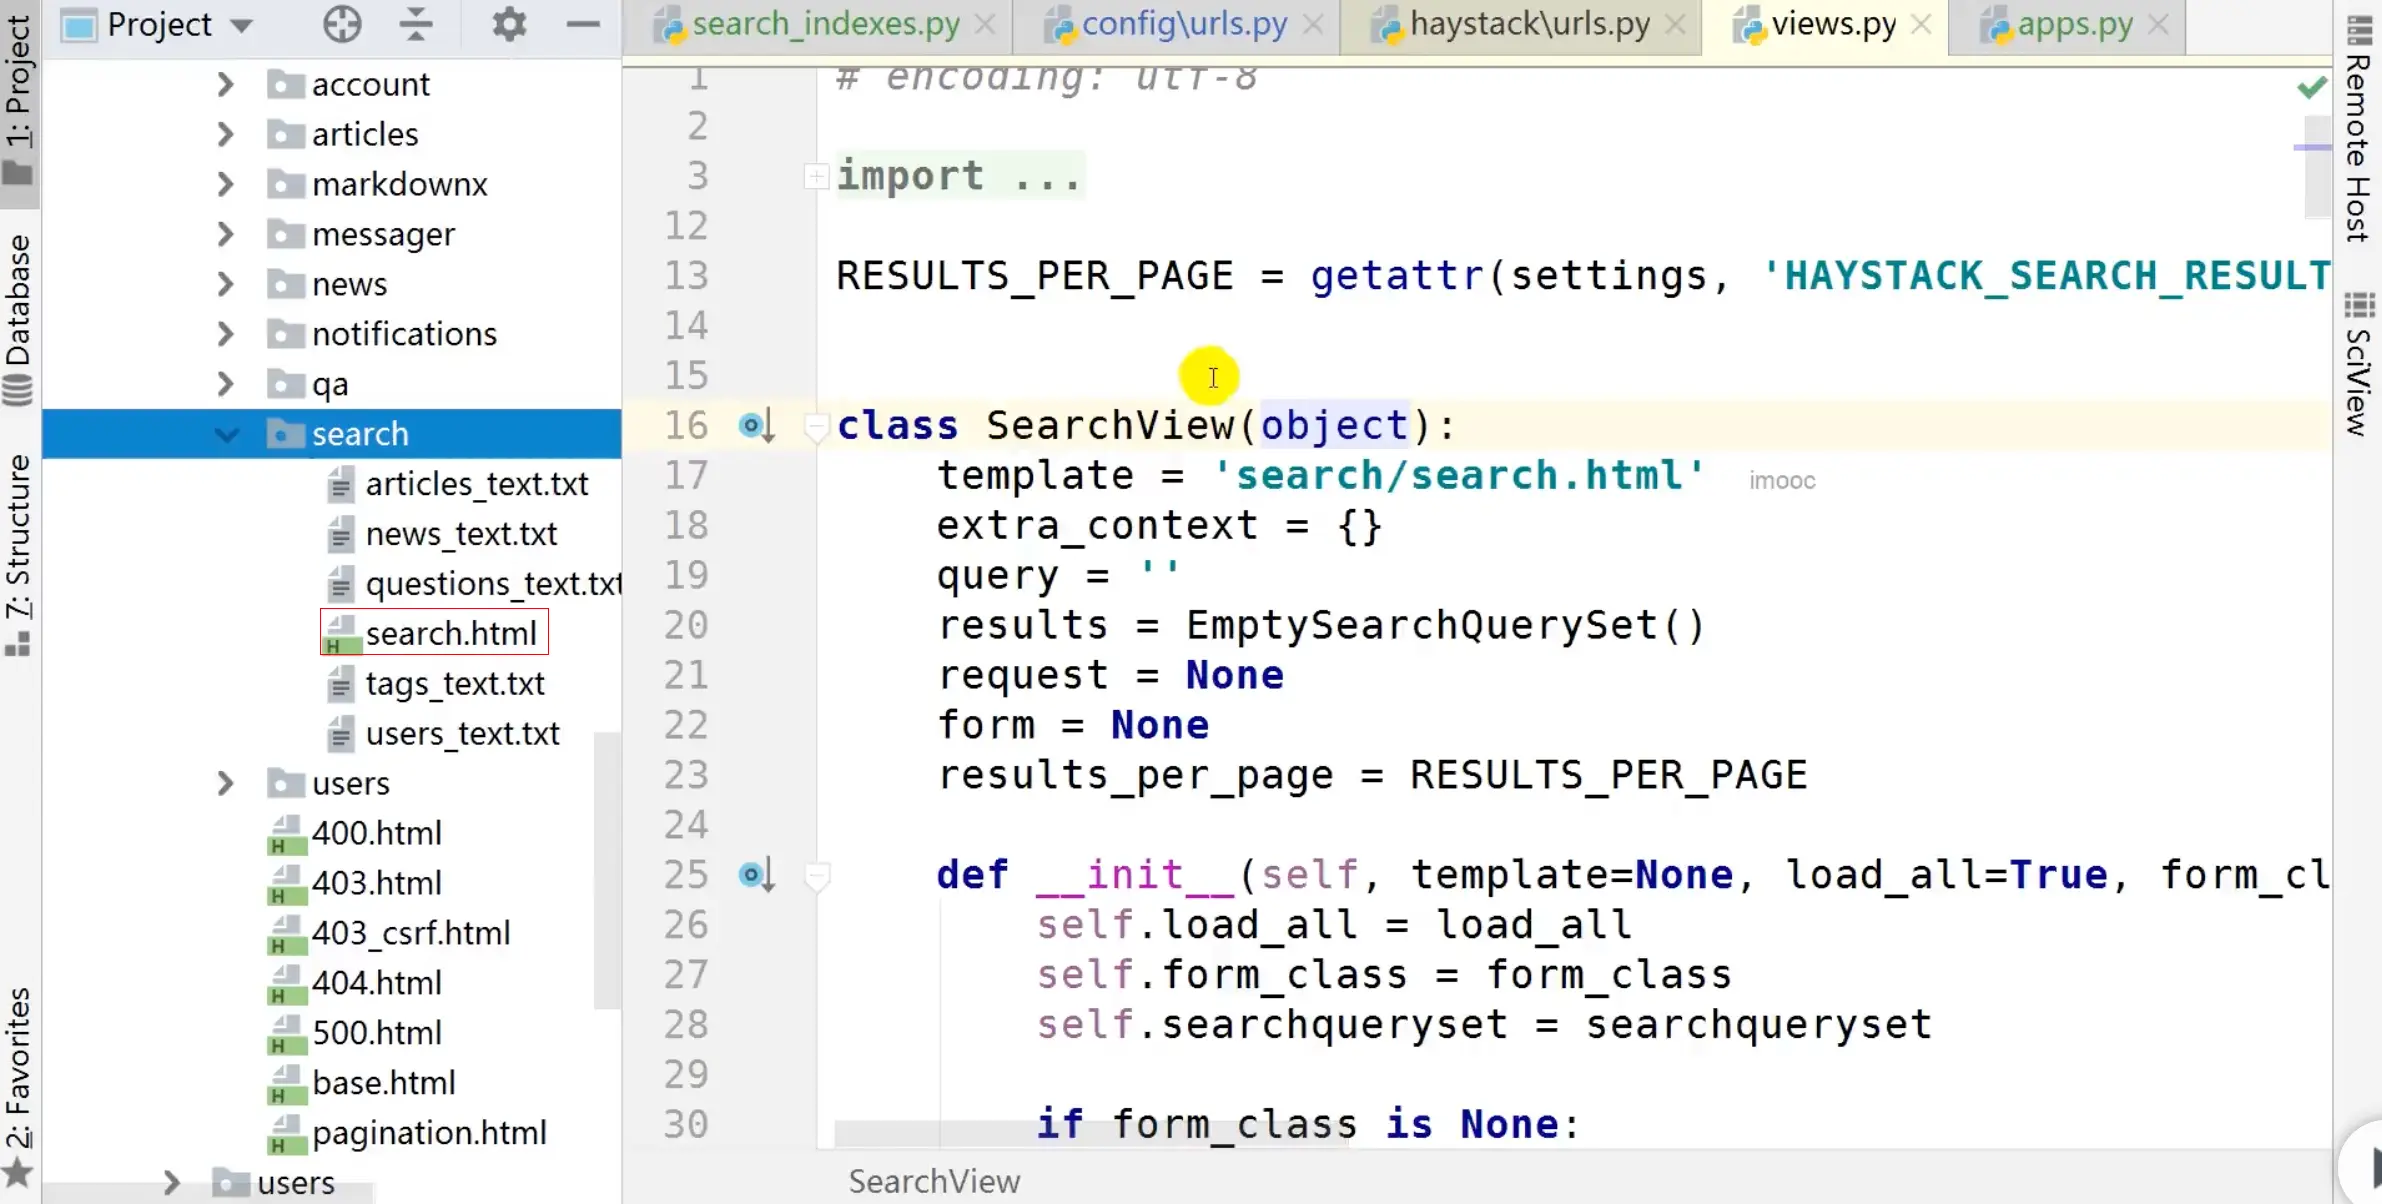 Project
search_indexes.py
config\urls.py
haystack\urls.py
views.py
apps.py
1: Project
Database
7: Structure
2: Favorites
account
articles
markdownx
messager
news
notifications
qa
search
articles_text.txt
news_text.txt
questions_text.txt
search.html
tags_text.txt
users_text.txt
users
400.html
403.html
403_csrf.html
404.html
500.html
base.html
pagination.html
users
1 # encoding: utf-8
2
3 import ...
12
13 RESULTS_PER_PAGE = getattr(settings, 'HAYSTACK_SEARCH_RESULT
14
15
16 class SearchView(object):
17 template = 'search/search.html' imooc
18 extra_context = {}
19 query = ''
20 results = EmptySearchQuerySet()
21 request = None
22 form = None
23 results_per_page = RESULTS_PER_PAGE
24
25 def __init__(self, template=None, load_all=True, form_cl
26 self.load_all = load_all
27 self.form_class = form_class
28 self.searchqueryset = searchqueryset
29
30 if form_class is None:
SearchView
Remote Host
SciView